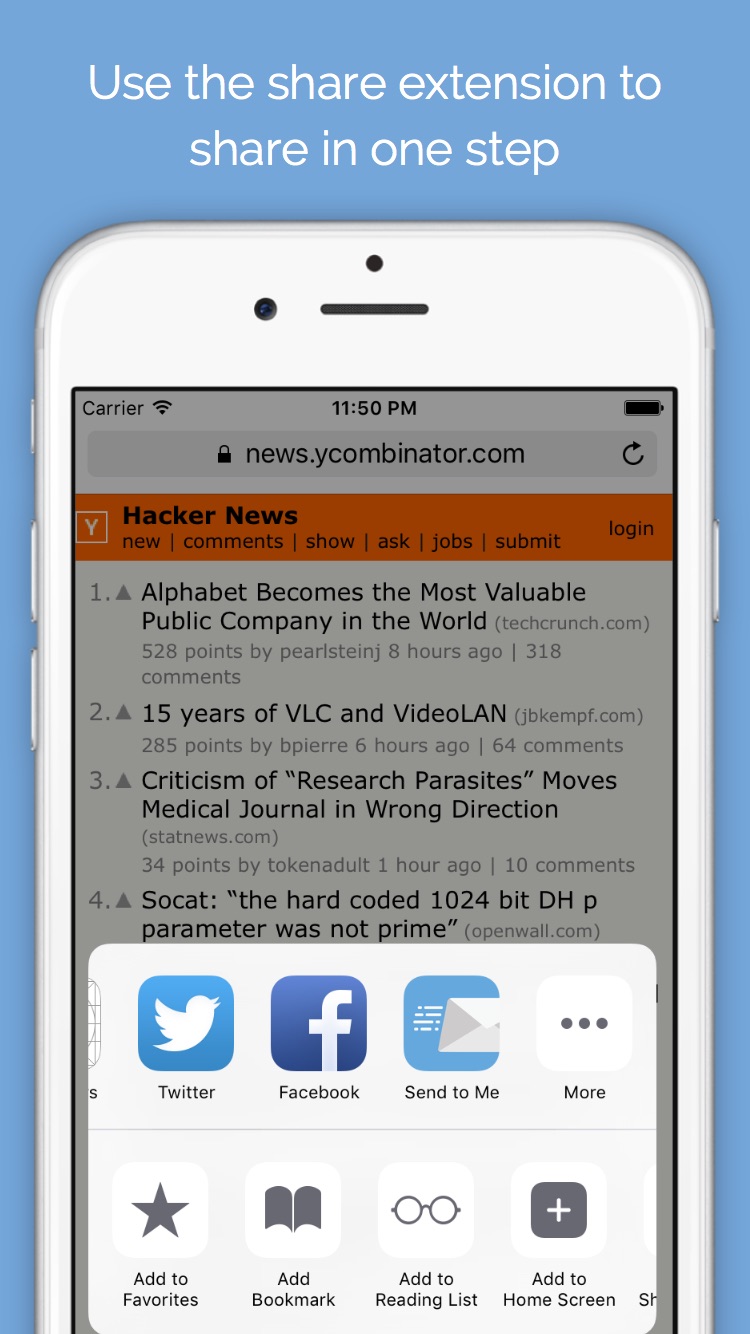 Use the share extension to
share in one step
Carrier 11:50 PM
news.ycombinator.com
Y
Hacker News
new | comments | show | ask | jobs | submit
login
1. Alphabet Becomes the Most Valuable
Public Company in the World (techcrunch.com)
528 points by pearlsteinj 8 hours ago | 318
comments
2. 15 years of VLC and VideoLAN (jbkempf.com)
285 points by bpierre 6 hours ago | 64 comments
3. Criticism of “Research Parasites” Moves
Medical Journal in Wrong Direction
(statnews.com)
34 points by tokenadult 1 hour ago | 10 comments
4. Socat: “the hard coded 1024 bit DH p
parameter was not prime” (openwall.com)
s Twitter Facebook Send to Me More
Add to Add Add to Add to
Favorites Bookmark Reading List Home Screen Sh